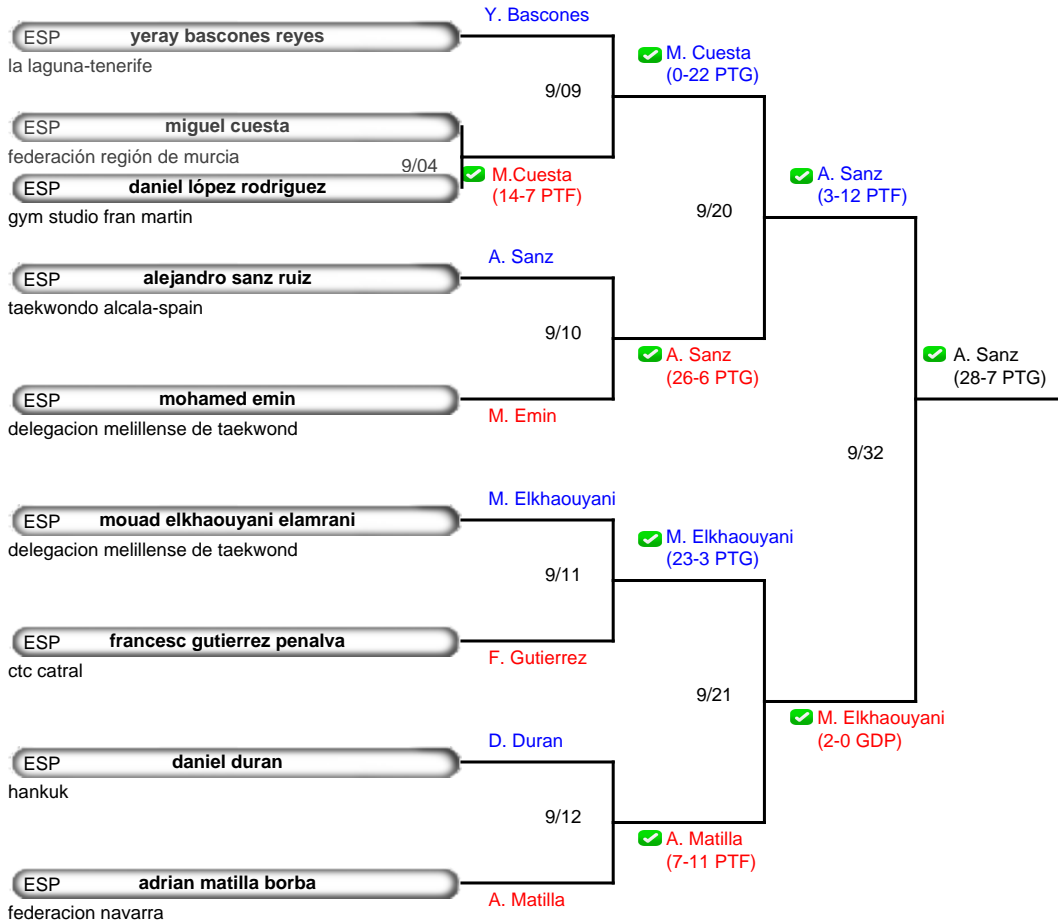 Y. Bascones
ESP yeray bascones reyes
la laguna-tenerife
M. Cuesta
(0-22 PTG)
9/09
ESP miguel cuesta
federación región de murcia
9/04
M.Cuesta
(14-7 PTF)
ESP daniel lópez rodriguez
gym studio fran martin
A. Sanz
(3-12 PTF)
9/20
A. Sanz
ESP alejandro sanz ruiz
taekwondo alcala-spain
9/10
A. Sanz
(26-6 PTG)
A. Sanz
(28-7 PTG)
ESP mohamed emin
M. Emin
delegacion melillense de taekwond
9/32
M. Elkhaouyani
ESP mouad elkhaouyani elamrani
delegacion melillense de taekwond
M. Elkhaouyani
(23-3 PTG)
9/11
ESP francesc gutierrez penalva
F. Gutierrez
ctc catral
9/21
M. Elkhaouyani
(2-0 GDP)
D. Duran
ESP daniel duran
hankuk
9/12
A. Matilla
(7-11 PTF)
ESP adrian matilla borba
A. Matilla
federacion navarra